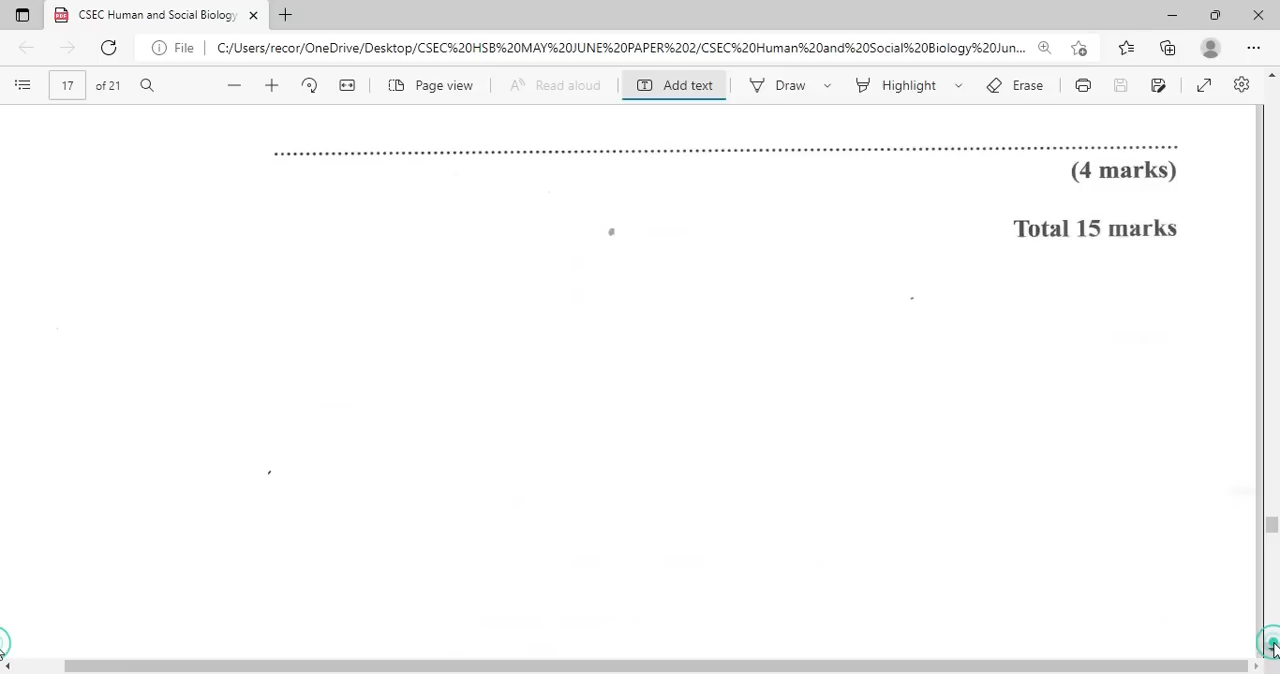 CSEC Human and Social Biology
File
C:/Users/recor/OneDrive/Desktop/CSEC%20HSB%20MAY%20JUNE%20PAPER%202/CSEC%20Human%20and%20Social%20Biology%20Jun...
17 of 21
Page view
Read aloud
Add text
Draw
Highlight
Erase
(4 marks)
Total 15 marks